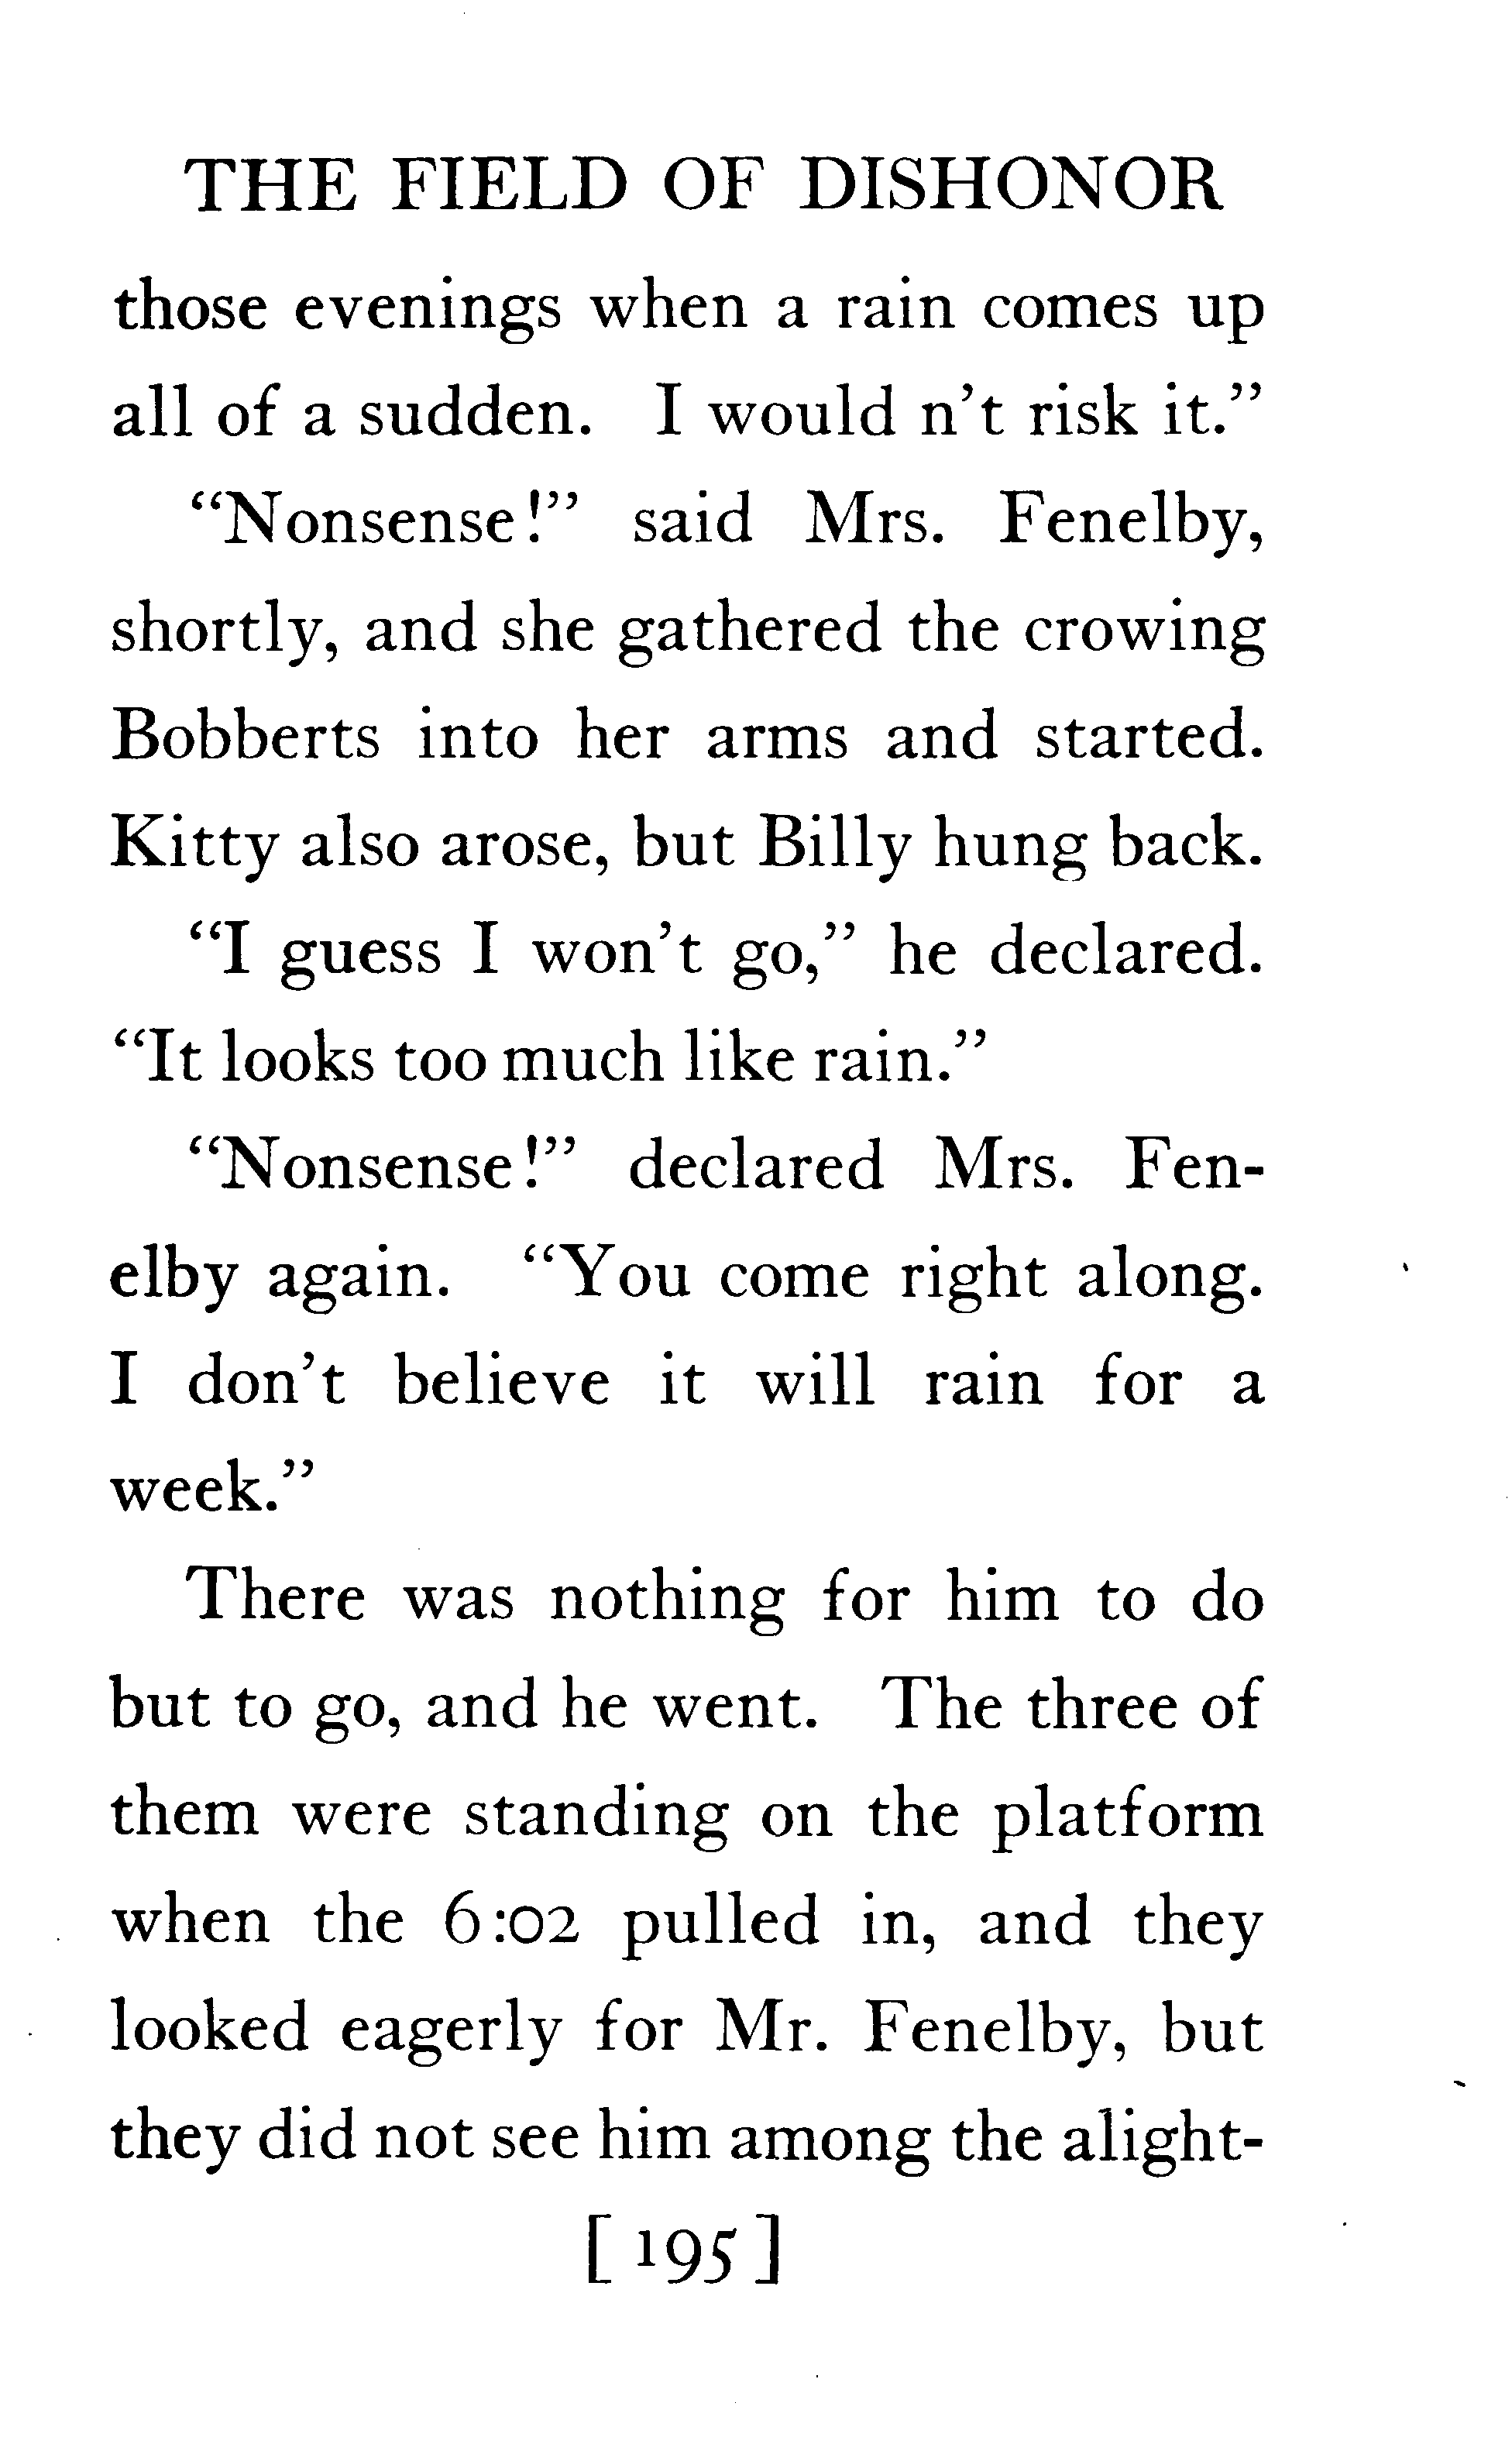 THE FIELD OF DISHONOR
those evenings when a rain comes up
all of a sudden. I would n't risk it."
"Nonsense!" said Mrs. Fenelby,
shortly, and she gathered the crowing
Bobberts into her arms and started.
Kitty also arose, but Billy hung back.
"I guess I won't go," he declared.
"It looks too much like rain."
"Nonsense!" declared Mrs. Fen-
elby again. "You come right along.
I don't believe it will rain for a
week."
There was nothing for him to do
but to go, and he went. The three of
them were standing on the platform
when the 6:02 pulled in, and they
looked eagerly for Mr. Fenelby, but
they did not see him among the alight-
[195]